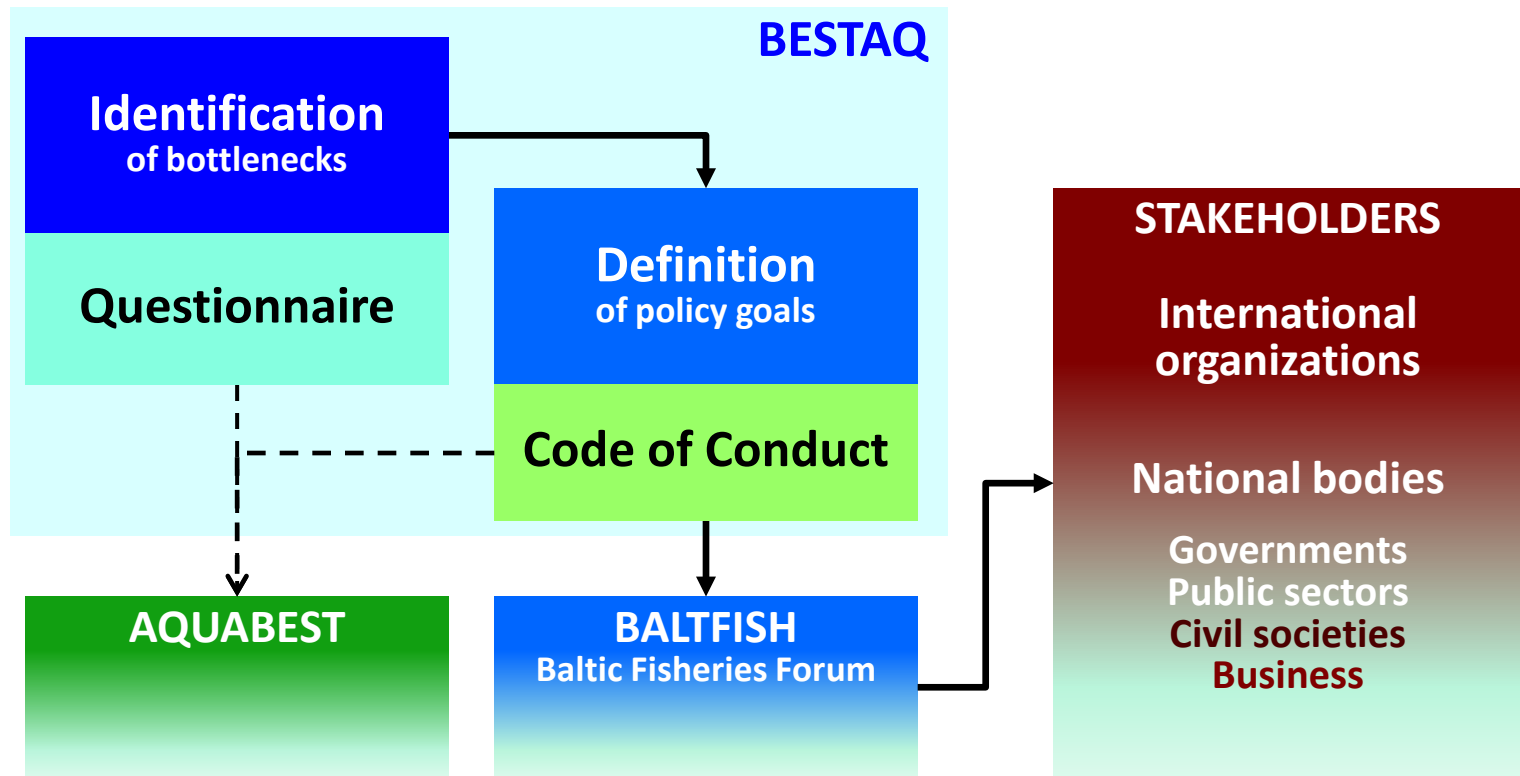 BESTAQ
Identification
of bottlenecks
Questionnaire
Definition
of policy goals
Code of Conduct
AQUABEST
BALTFISH
Baltic Fisheries Forum
STAKEHOLDERS
International
organizations
National bodies
Governments
Public sectors
Civil societies
Business